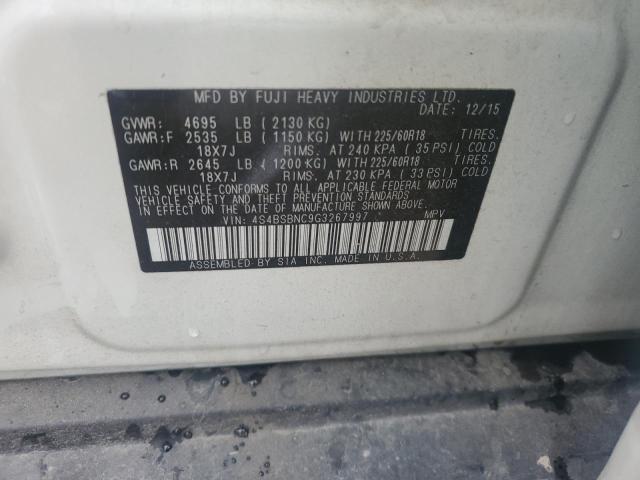 MFD BY FUJI HEAVY INDUSTRIES LTD.
DATE: 12/15
GVWR: 4695 LB (2130 KG)
GAWR:F 2535 LB (1150 KG) WITH 225/60R18 TIRES.
18X7J RIMS. AT 240 KPA (35 PSI) COLD
GAWR:R 2645 LB (1200 KG) WITH 225/60R18 TIRES.
18X7J RIMS. AT 230 KPA (33 PSI) COLD
THIS VEHICLE CONFORMS TO ALL APPLICABLE FEDERAL MOTOR
VEHICLE SAFETY AND THEFT PREVENTION STANDARDS
IN EFFECT ON THE DATE OF MANUFACTURE SHOWN ABOVE.
VIN: 4S4BSBNC9G3267997 MPV
ASSEMBLED BY SIA INC. MADE IN U.S.A.